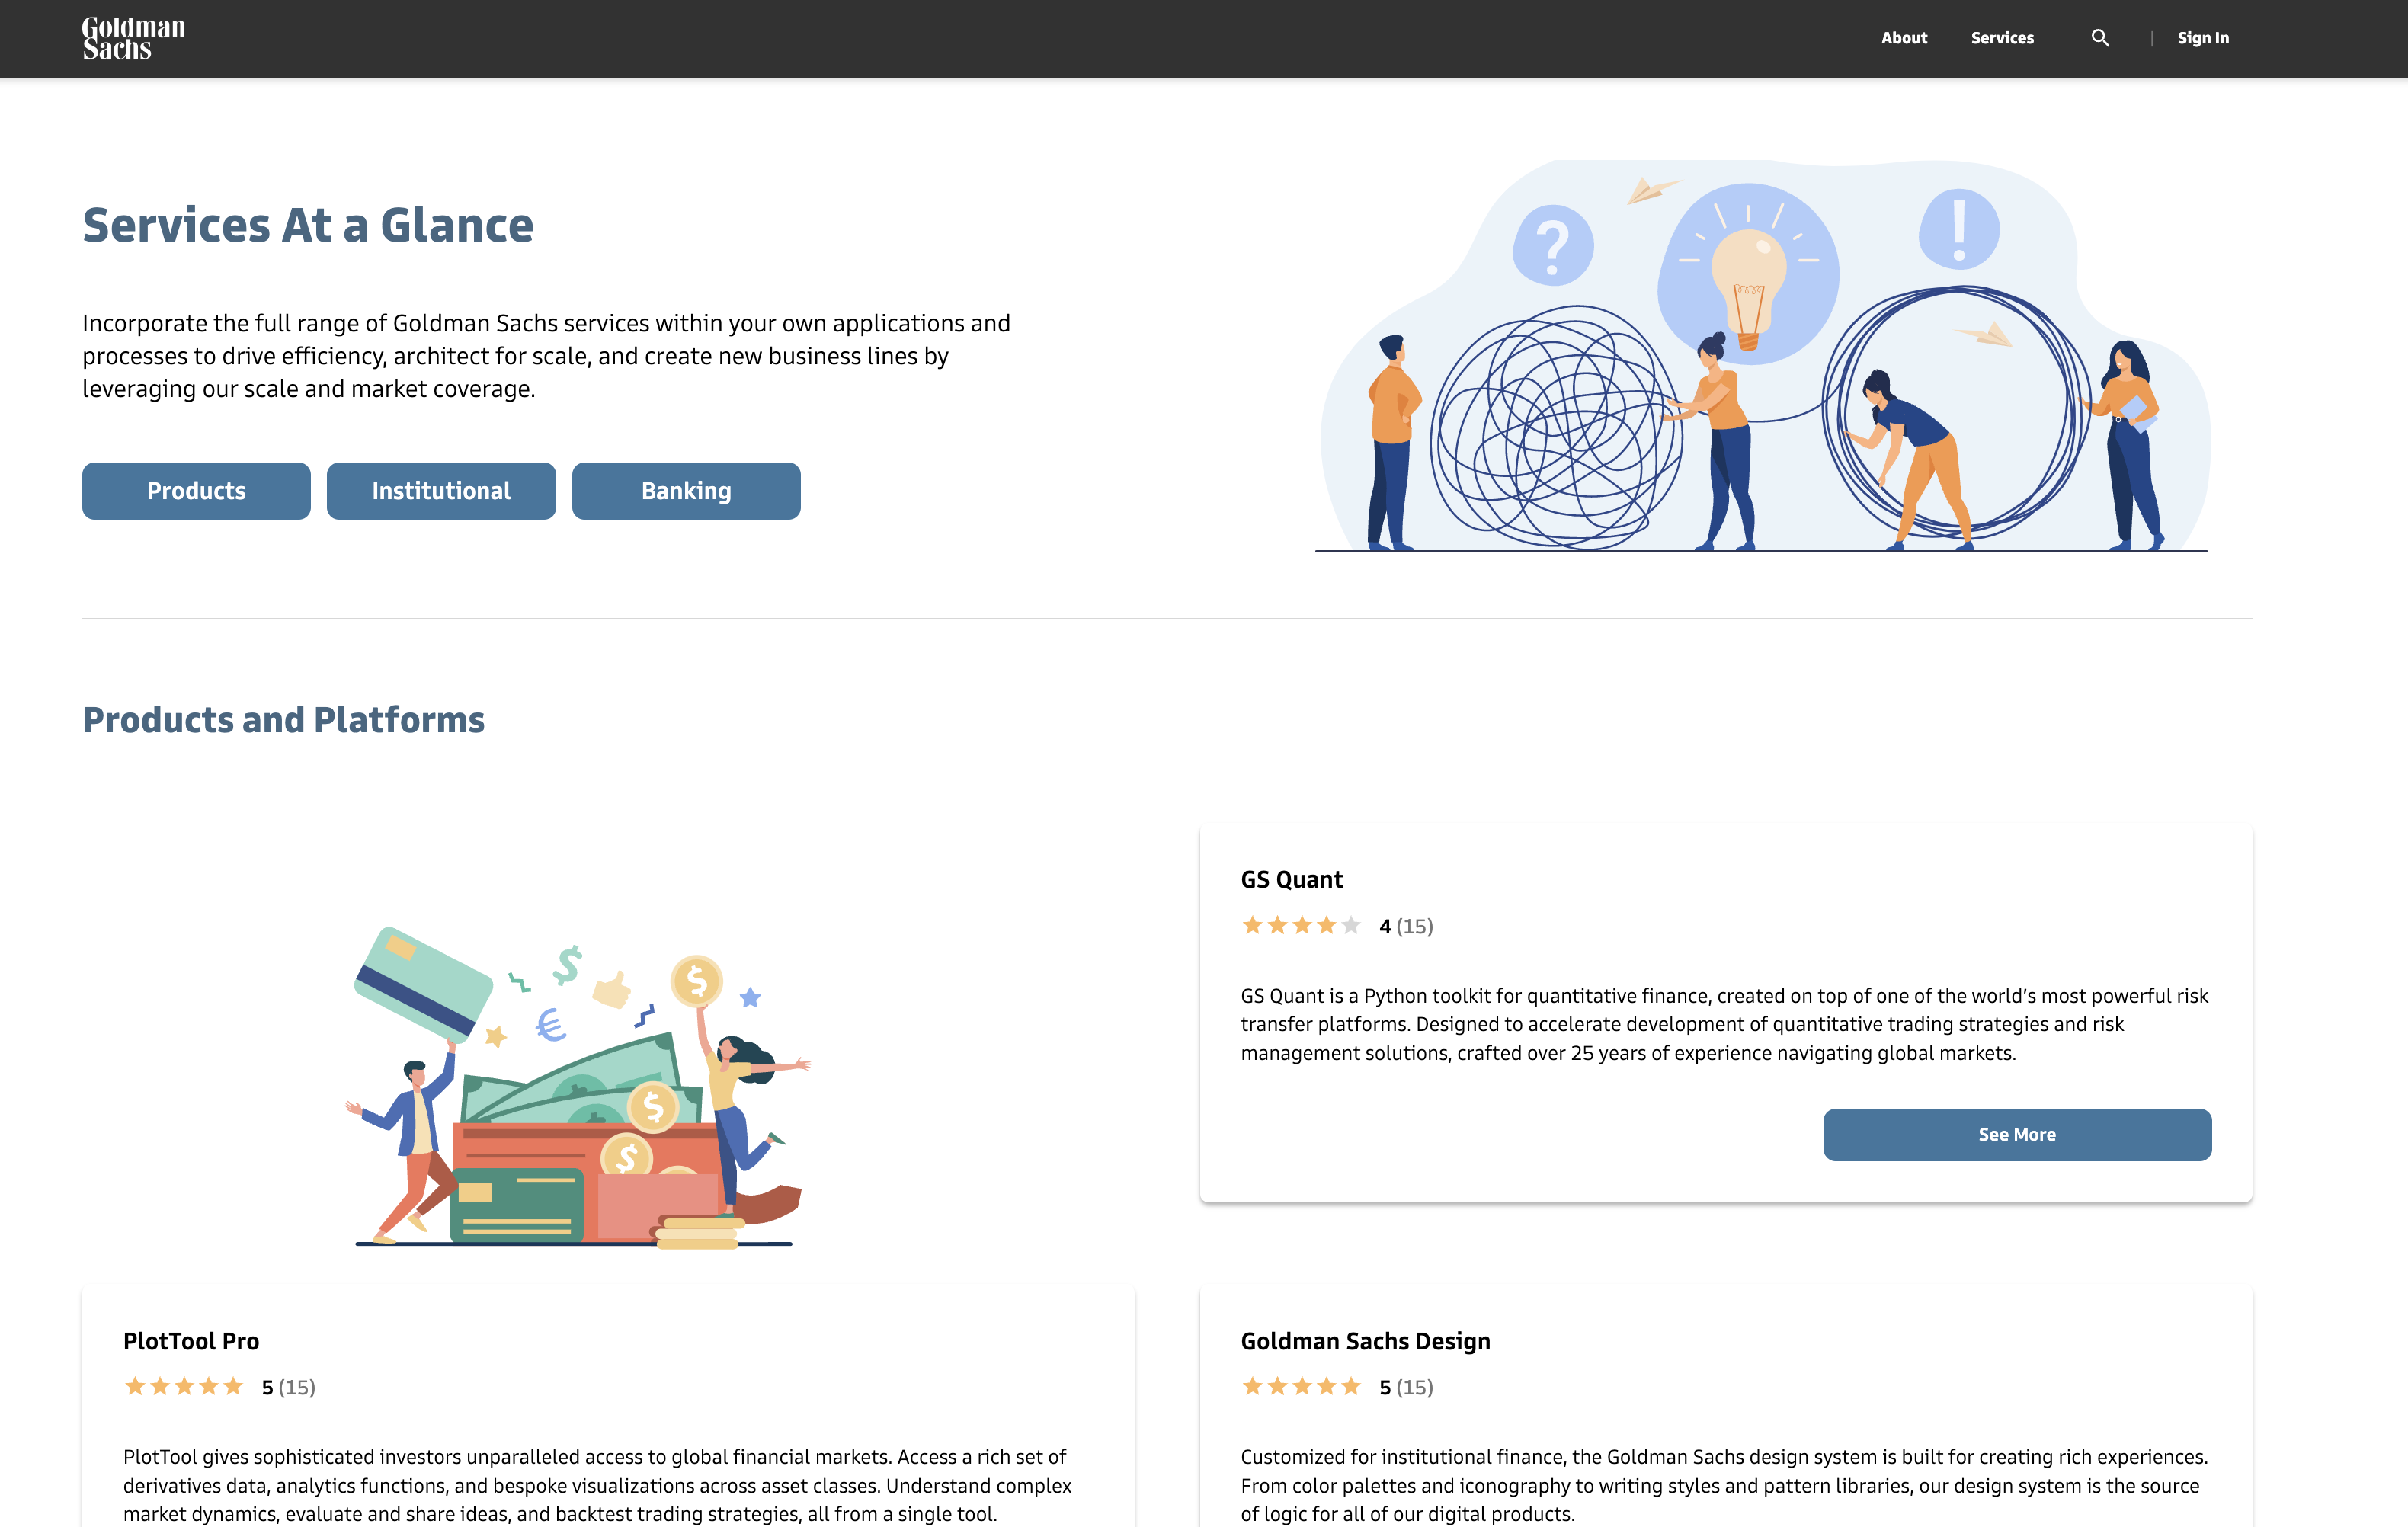 Goldman
Sachs
About
Services
|
Sign In
Services At a Glance
Incorporate the full range of Goldman Sachs services within your own applications and
processes to drive efficiency, architect for scale, and create new business lines by
leveraging our scale and market coverage.
Products
Institutional
Banking
?
!
Products and Platforms
$
$
€
$
$
GS Quant
4 (15)
GS Quant is a Python toolkit for quantitative finance, created on top of one of the world’s most powerful risk
transfer platforms. Designed to accelerate development of quantitative trading strategies and risk
management solutions, crafted over 25 years of experience navigating global markets.
See More
PlotTool Pro
5 (15)
PlotTool gives sophisticated investors unparalleled access to global financial markets. Access a rich set of
derivatives data, analytics functions, and bespoke visualizations across asset classes. Understand complex
market dynamics, evaluate and share ideas, and backtest trading strategies, all from a single tool.
Goldman Sachs Design
5 (15)
Customized for institutional finance, the Goldman Sachs design system is built for creating rich experiences.
From color palettes and iconography to writing styles and pattern libraries, our design system is the source
of logic for all of our digital products.